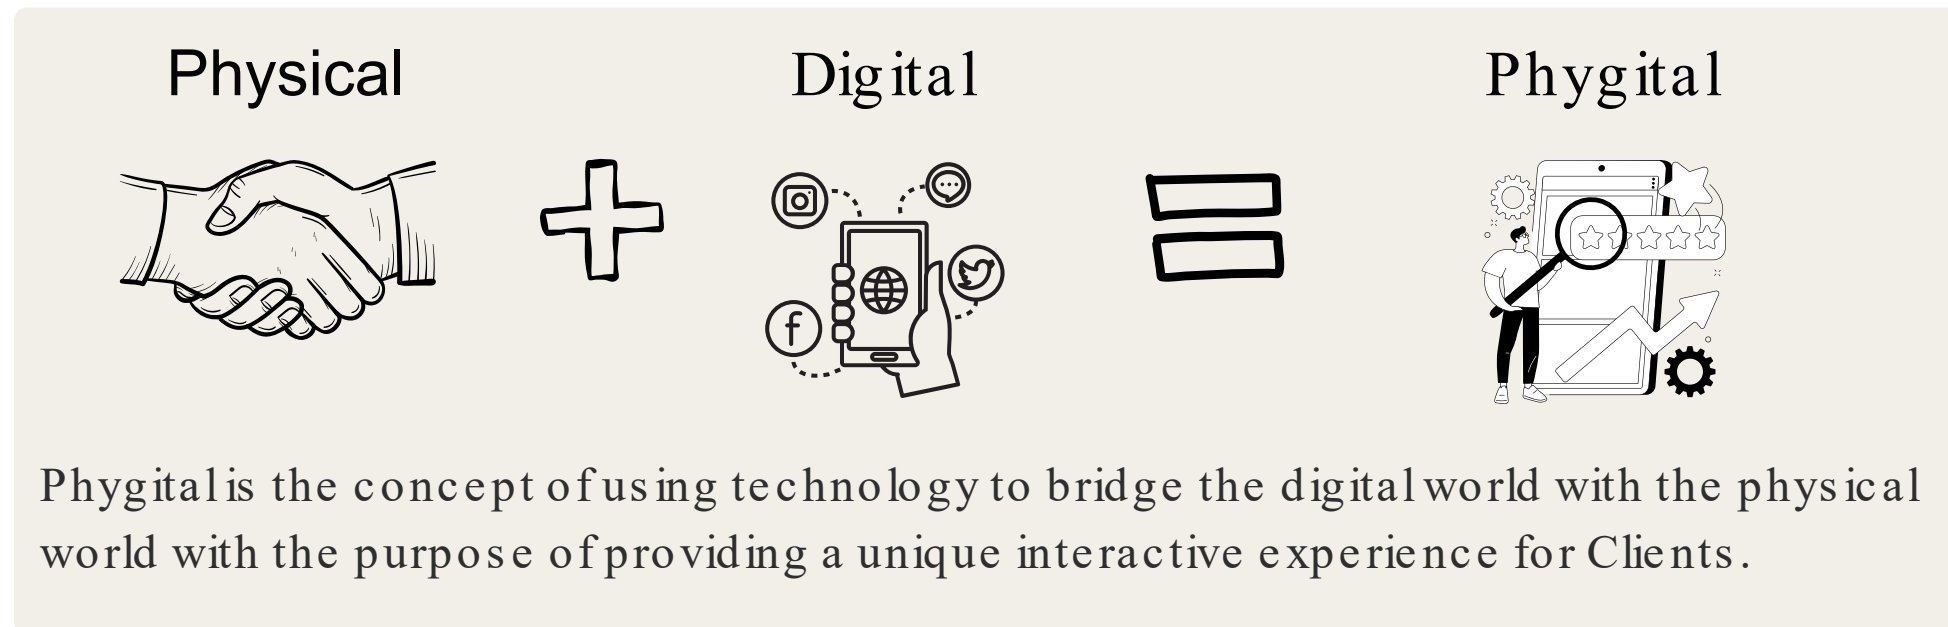 Physical
Digital
Phygital
f
Phygital is the concept of using technology to bridge the digital world with the physical
world with the purpose of providing a unique interactive experience for Clients.